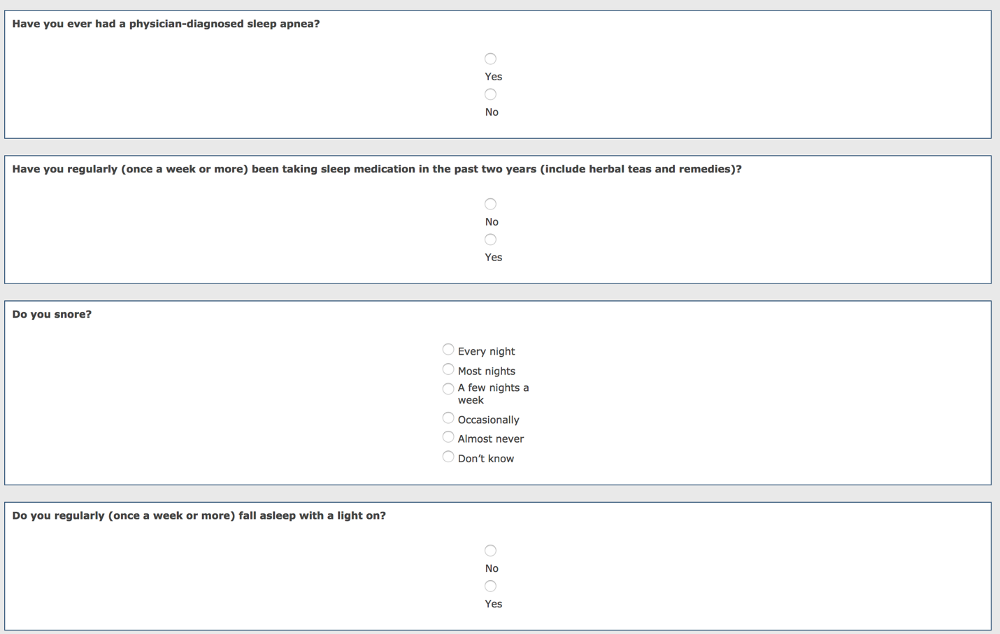 Have you ever had a physician-diagnosed sleep apnea?
Yes
No
Have you regularly (once a week or more) been taking sleep medication in the past two years (include herbal teas and remedies)?
No
Yes
Do you snore?
Every night
Most nights
A few nights a
week
Occasionally
Almost never
Don’t know
Do you regularly (once a week or more) fall asleep with a light on?
No
Yes